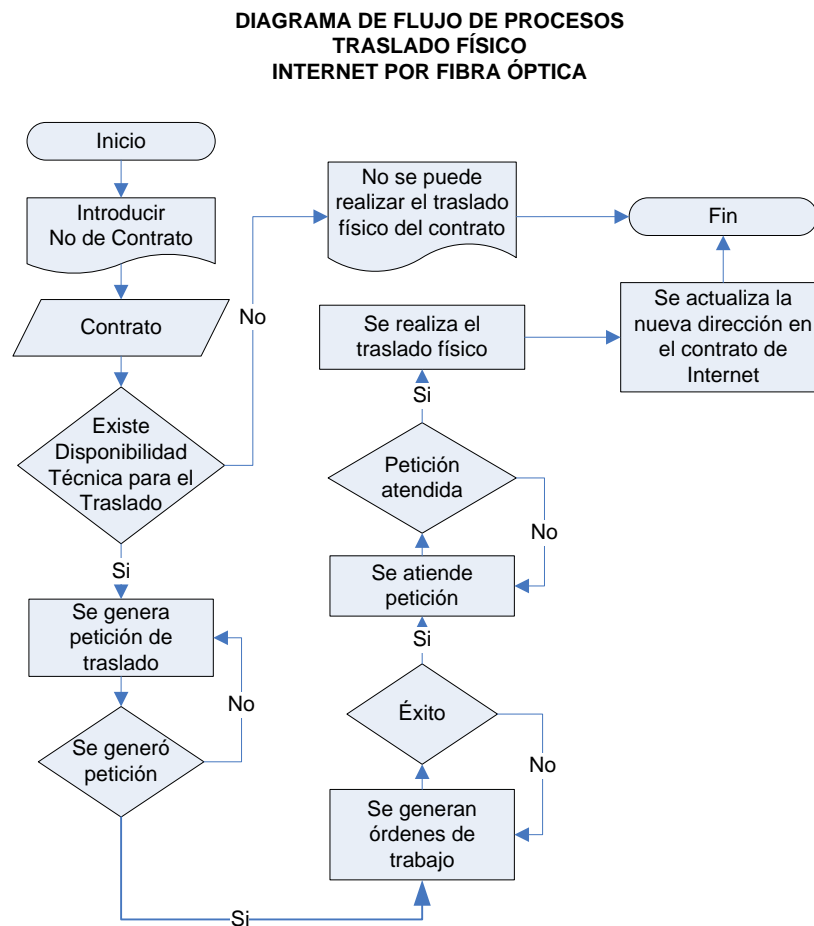 DIAGRAMA DE FLUJO DE PROCESOS
TRASLADO FÍSICO
INTERNET POR FIBRA ÓPTICA
Inicio
Introducir
No de Contrato
Contrato
Existe
Disponibilidad
Técnica para el
Traslado
No
Si
Se genera
petición de
traslado
No
Se generó
petición
Si
Se generan
órdenes de
trabajo
No
Éxito
Si
Se atiende
petición
No
Petición
atendida
Si
Se realiza el
traslado físico
Se actualiza la
nueva dirección en
el contrato de
Internet
No se puede
realizar el traslado
físico del contrato
Fin